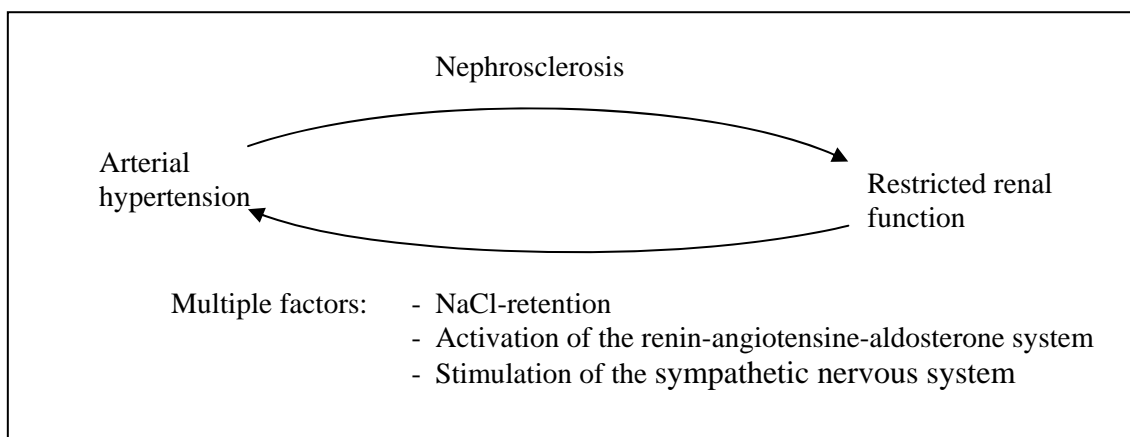 Nephrosclerosis
Arterial
hypertension
Restricted renal
function
Multiple factors: - NaCl-retention
- Activation of the renin-angiotensine-aldosterone system
- Stimulation of the sympathetic nervous system